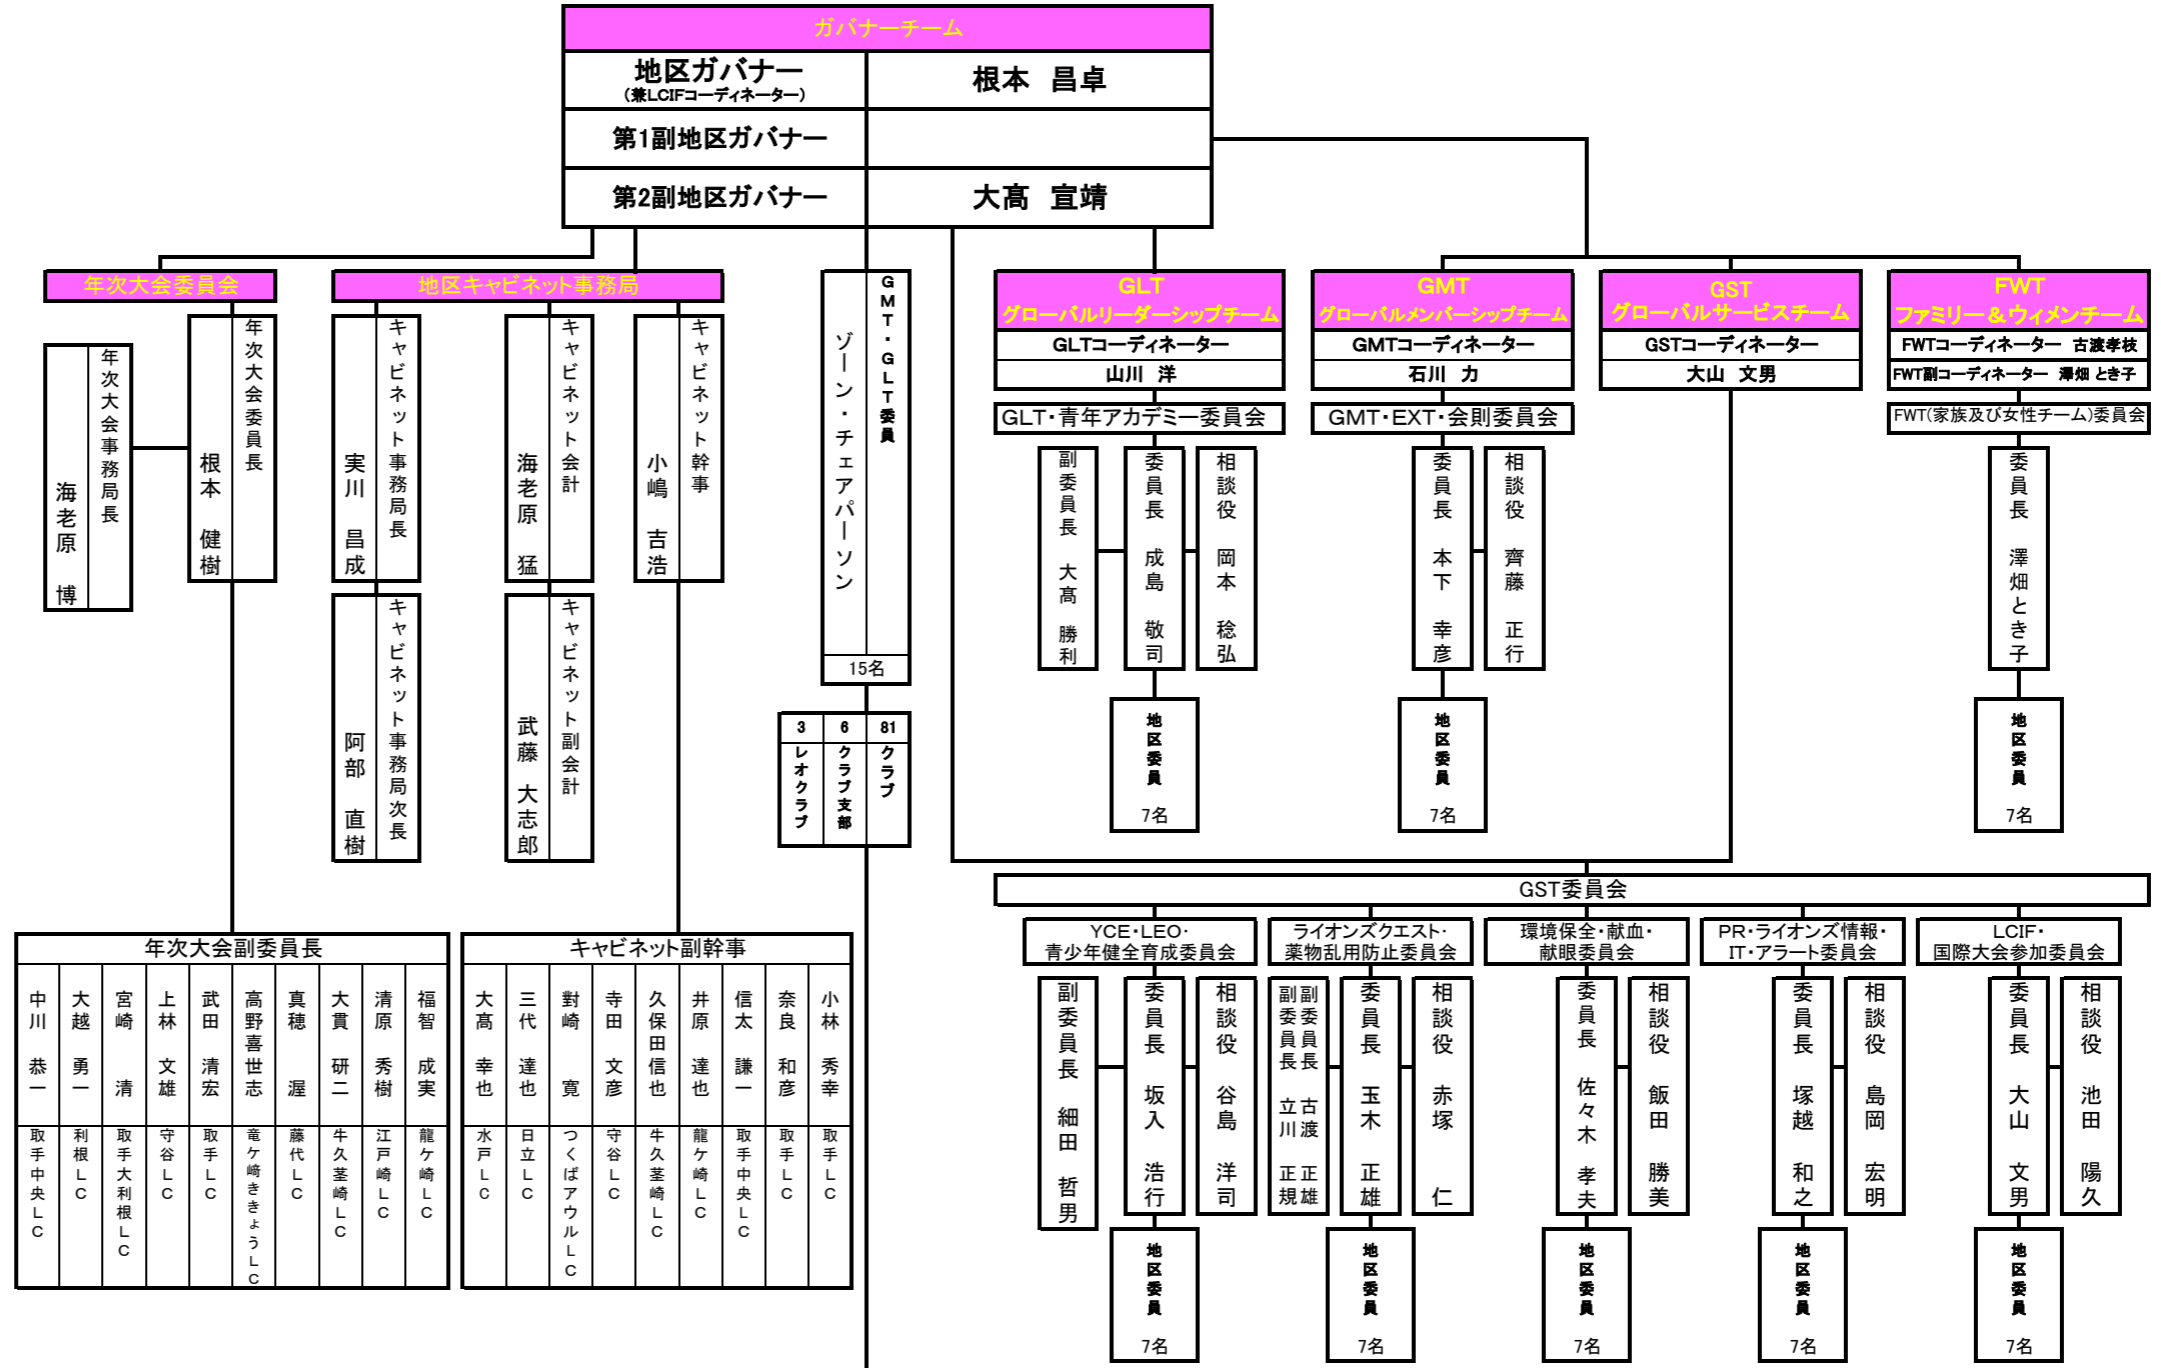 ガバナーチーム
地区ガバナー
(兼LCIFコーディネーター)
根本　昌卓
第1副地区ガバナー
第2副地区ガバナー
大髙　宣靖
年次大会委員会
年次大会委員長
根本　健樹
年次大会事務局長
海老原　博
地区キャビネット事務局
キャビネット事務局長
実川　昌成
キャビネット事務局次長
阿部　直樹
キャビネット会計
海老原　猛
キャビネット副会計
武藤　大志郎
キャビネット幹事
小嶋　吉浩
GMT・GLT委員
ゾーン・チェアパーソン
15名
81
クラブ
6
クラブ支部
3
レオクラブ
GLT
グローバルリーダーシップチーム
GLTコーディネーター
山川　洋
GLT・青年アカデミー委員会
相談役　岡本　稔弘
委員長　成島　敬司
副委員長　大髙　勝利
地区委員
7名
GMT
グローバルメンバーシップチーム
GMTコーディネーター
石川　力
GMT・EXT・会則委員会
相談役　齊藤　正行
委員長　本下　幸彦
地区委員
7名
GST
グローバルサービスチーム
GSTコーディネーター
大山　文男
FWT
ファミリー＆ウィメンチーム
FWTコーディネーター　古渡孝枝
FWT副コーディネーター　澤畑 とき子
FWT(家族及び女性チーム)委員会
委員長　澤畑とき子
地区委員
7名
年次大会副委員長
福智　成実
龍ケ崎LC
清原　秀樹
江戸崎LC
大貫　研二
牛久茎崎LC
真穂　渥
藤代LC
高野喜世志
竜ケ崎ききょうLC
武田　清宏
取手LC
上林　文雄
守谷LC
宮崎　清
取手大利根LC
大越　勇一
利根LC
中川　恭一
取手中央LC
キャビネット副幹事
小林　秀幸
取手LC
奈良　和彦
取手LC
信太　謙一
取手中央LC
井原　達也
龍ケ崎LC
久保田信也
牛久茎崎LC
寺田　文彦
守谷LC
對崎　寛
つくばアウルLC
三代　達也
日立LC
大髙　幸也
水戸LC
GST委員会
YCE・LEO・
青少年健全育成委員会
相談役　谷島　洋司
委員長　坂入　浩行
副委員長　細田　哲男
地区委員
7名
ライオンズクエスト・
薬物乱用防止委員会
相談役　赤塚　仁
委員長　玉木　正雄
副委員長　古渡　正雄
副委員長　立川　正規
地区委員
7名
環境保全・献血・
献眼委員会
相談役　飯田　勝美
委員長　佐々木　孝夫
地区委員
7名
PR・ライオンズ情報・
IT・アラート委員会
相談役　島岡　宏明
委員長　塚越　和之
地区委員
7名
LCIF・
国際大会参加委員会
相談役　池田　陽久
委員長　大山　文男
地区委員
7名